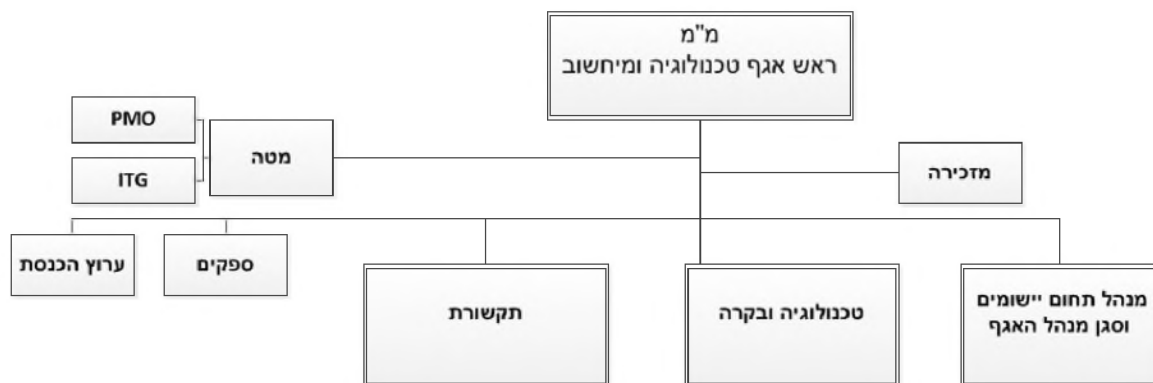 מ"מ
ראש אגף טכנולוגיה ומיחשוב
PMO
מטה
ITG
מזכירה
מנהל תחום יישומים
וסגן מנהל האגף
טכנולוגיה ובקרה
תקשורת
ספקים
ערוץ הכנסת